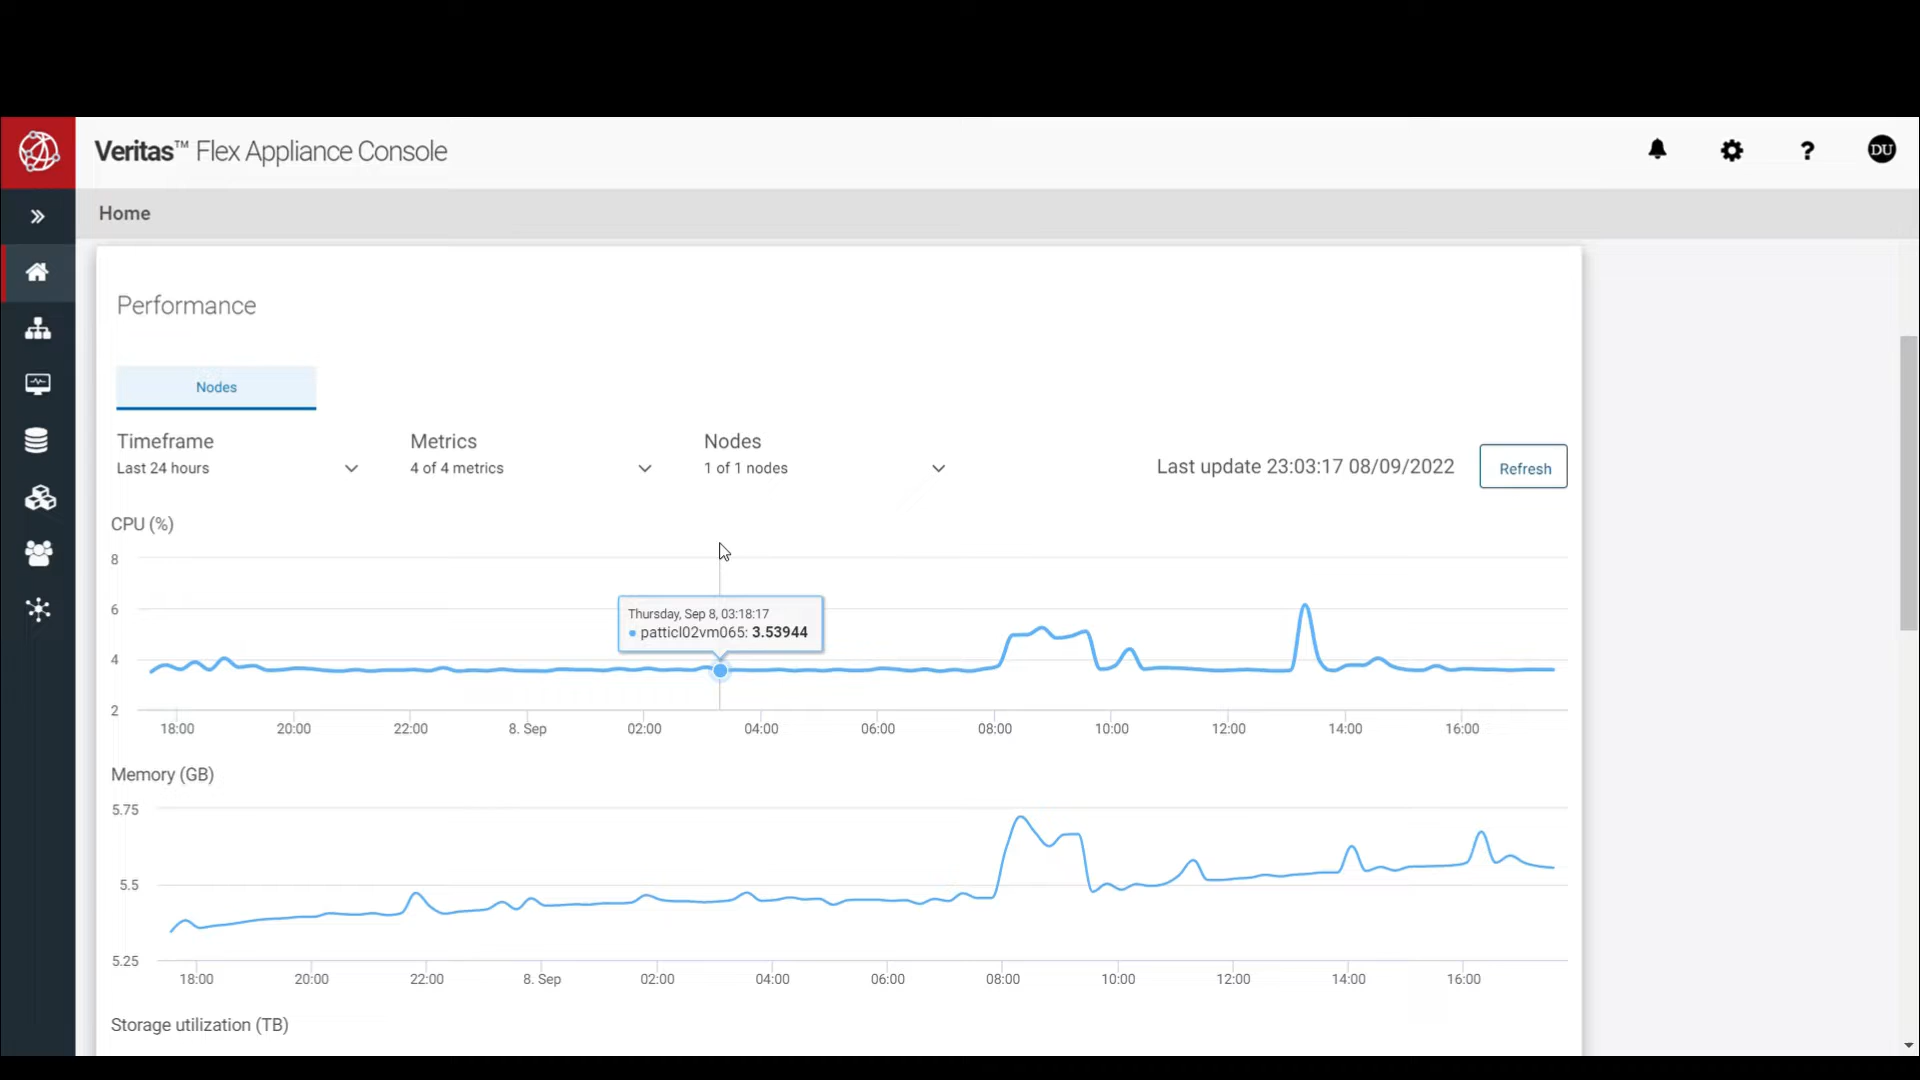 Veritas™ Flex Appliance Console
DU
Home
Performance
Nodes
Timeframe
Metrics
Nodes
Last 24 hours
4 of 4 metrics
1 of 1 nodes
Last update 23:03:17 08/09/2022
Refresh
CPU (%)
8
6
4
2
Thursday, Sep 8, 03:18:17
patticl02vm065: 3.53944
18:00 20:00 22:00 8. Sep 02:00 04:00 06:00 08:00 10:00 12:00 14:00 16:00
Memory (GB)
5.75
5.5
5.25
18:00 20:00 22:00 8. Sep 02:00 04:00 06:00 08:00 10:00 12:00 14:00 16:00
Storage utilization (TB)